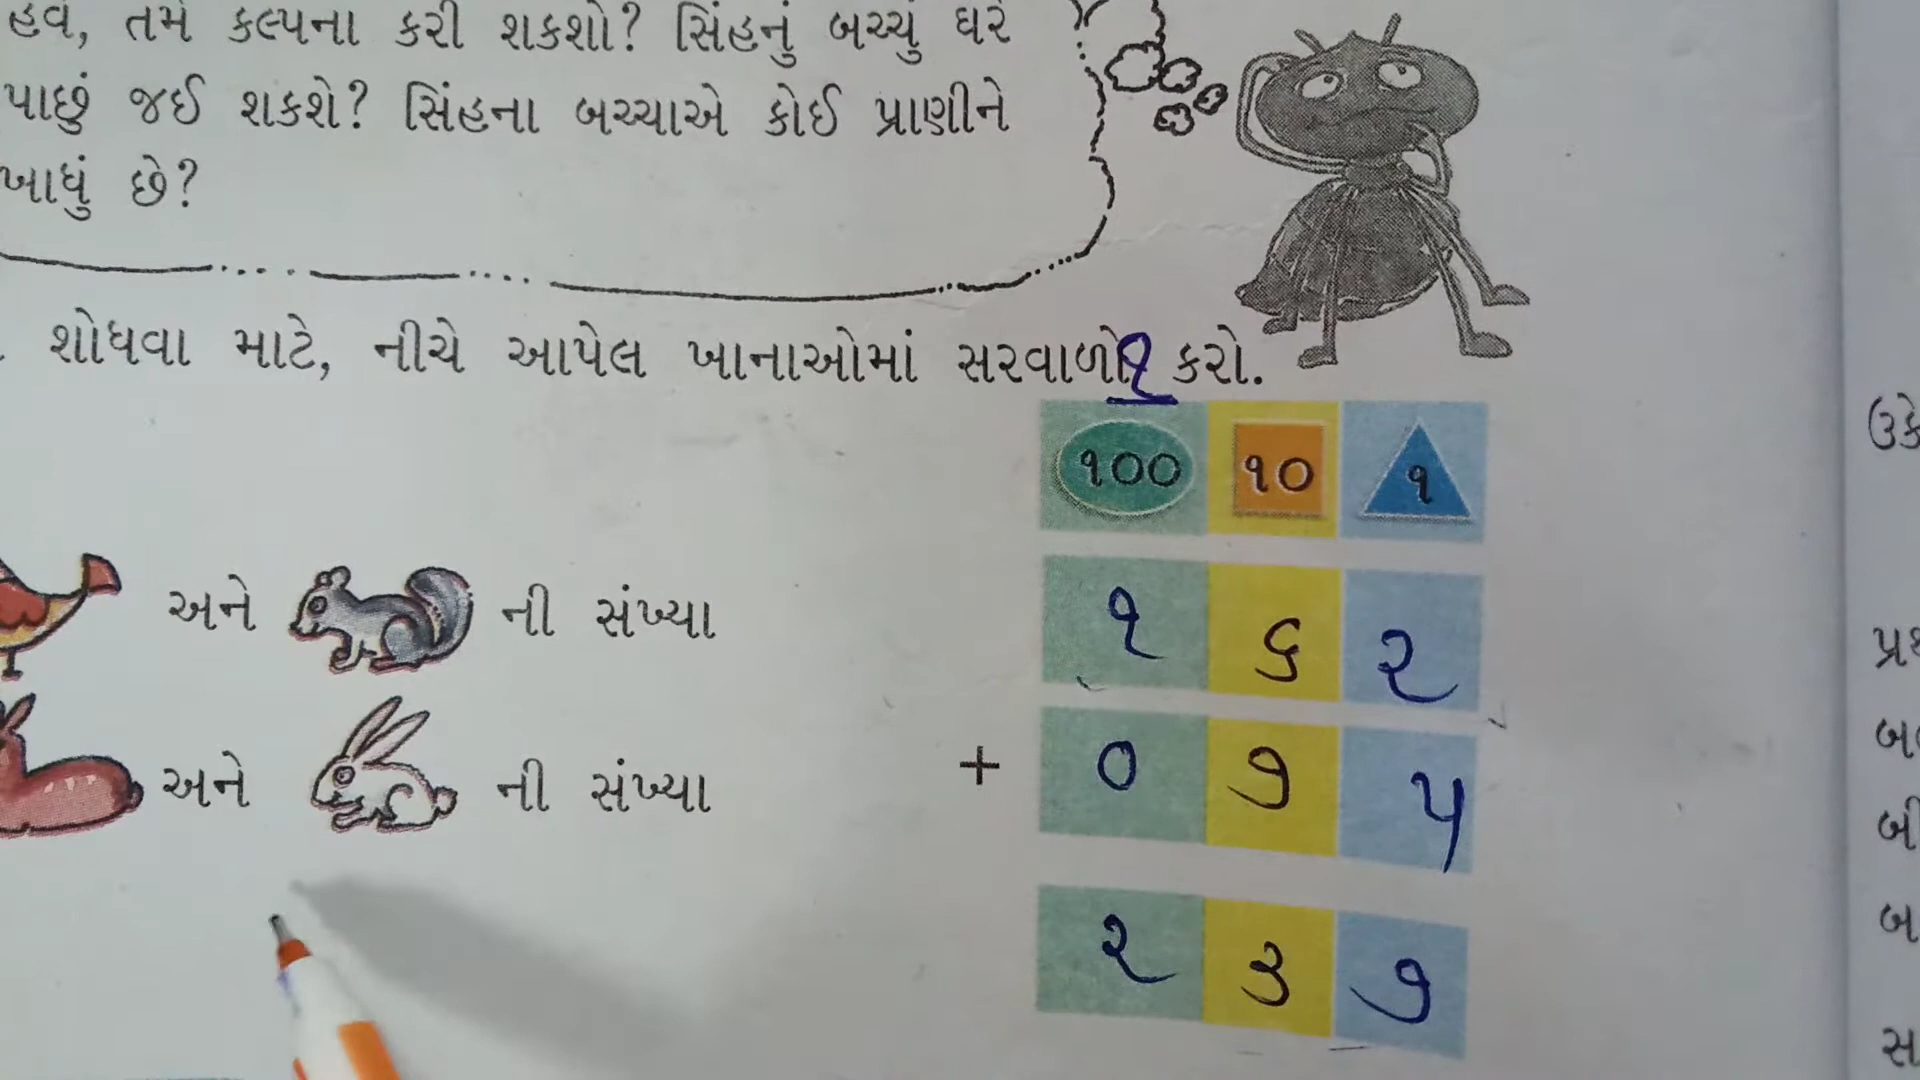 હવે, તમે કલ્પના કરી શકશો? સિંહનું બચ્ચું ઘરે
પાછું જઈ શકશે? સિંહના બચ્ચાએ કોઈ પ્રાણીને
ખાધું છે?
શોધવા માટે, નીચે આપેલ ખાનાઓમાં સરવાળો કરો.
૧
૧૦૦ ૧૦ ૧
અને ની સંખ્યા ૧ ૬ ૨
અને ની સંખ્યા + ૦ ૭ ૫
૨ ૩ ૭